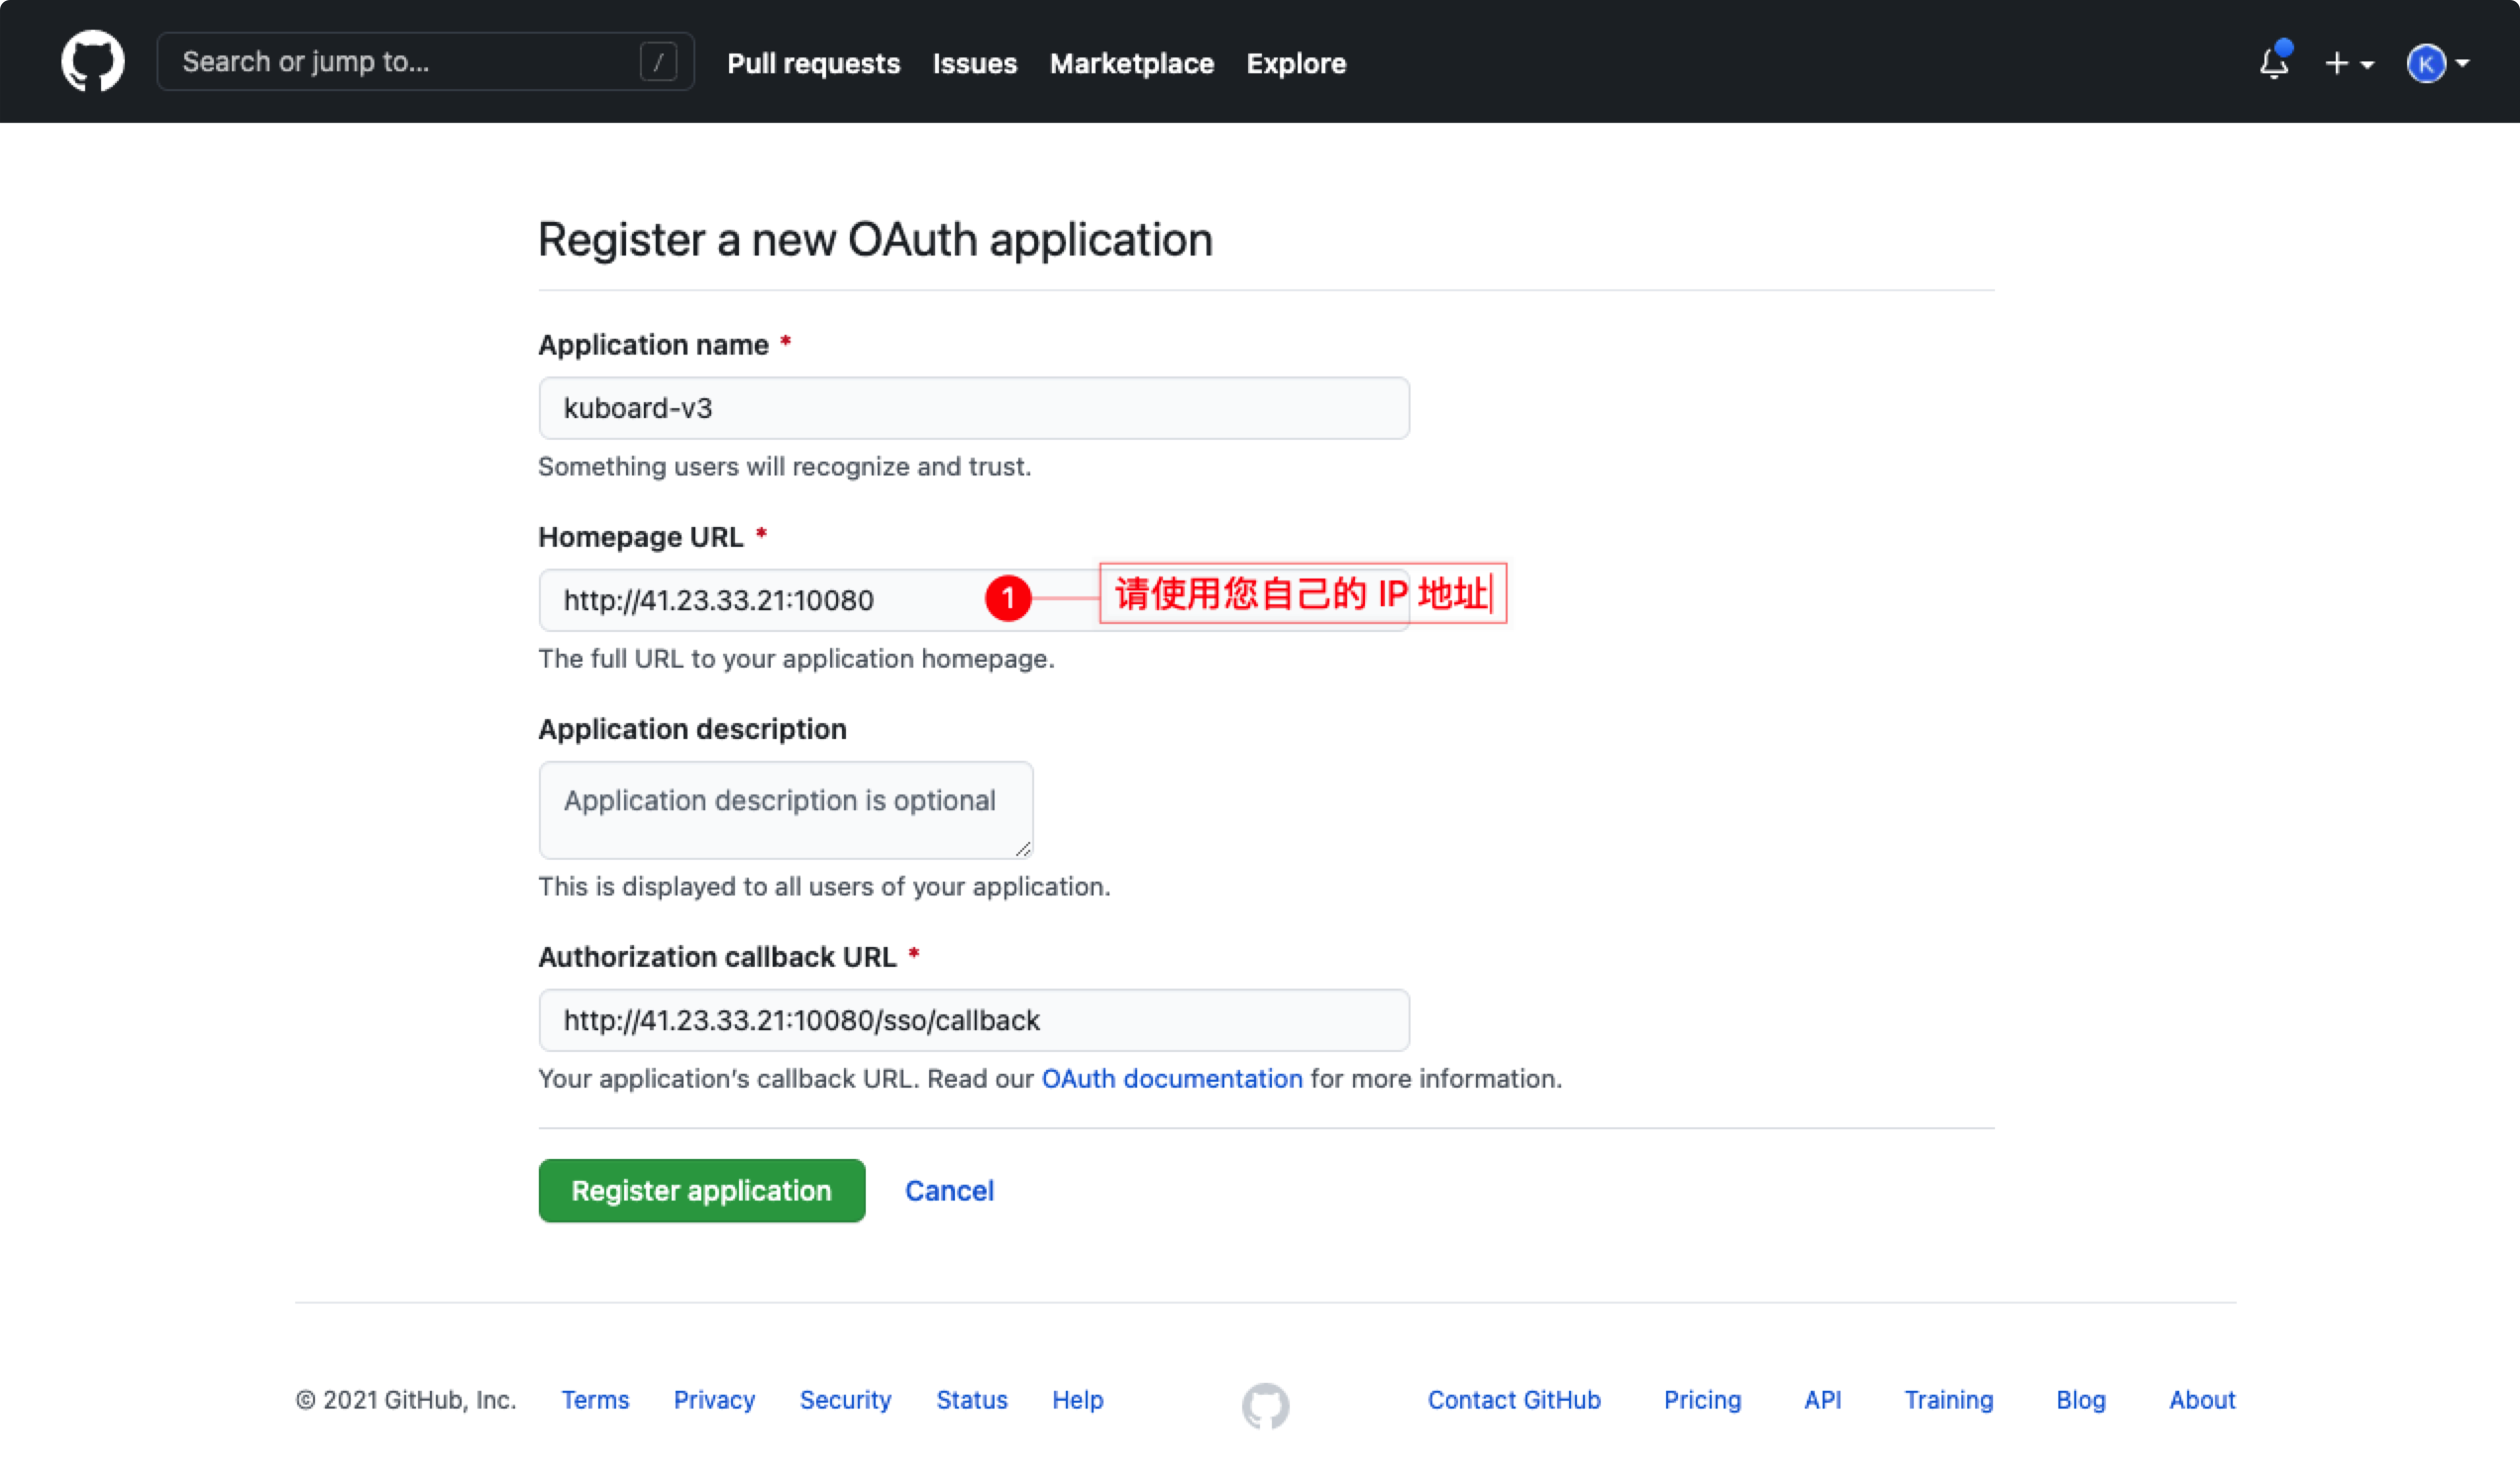 Search or jump to... / Pull requests Issues Marketplace Explore + K
Register a new OAuth application
Application name *
kuboard-v3
Something users will recognize and trust.
Homepage URL *
http://41.23.33.21:10080 1 请使用您自己的 IP 地址
The full URL to your application homepage.
Application description
Application description is optional
This is displayed to all users of your application.
Authorization callback URL *
http://41.23.33.21:10080/sso/callback
Your application's callback URL. Read our OAuth documentation for more information.
Register application Cancel
© 2021 GitHub, Inc. Terms Privacy Security Status Help Contact GitHub Pricing API Training Blog About